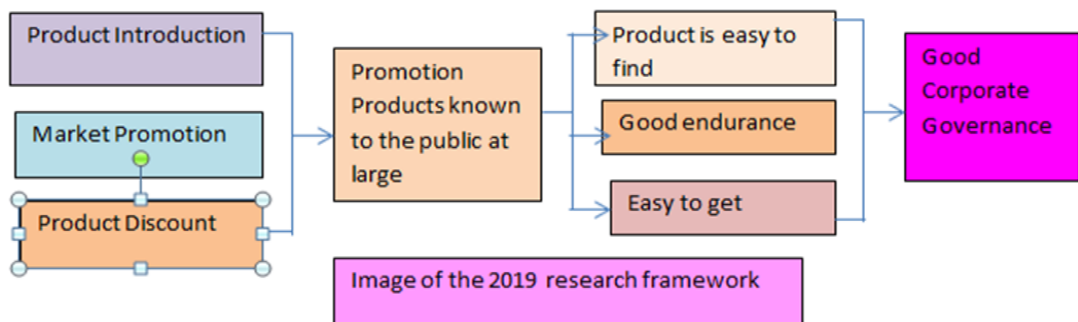 Product Introduction
Market Promotion
Product Discount
Promotion
Products known
to the public at
large
Product is easy to
find
Good endurance
Easy to get
Good
Corporate
Governance
Image of the 2019 research framework